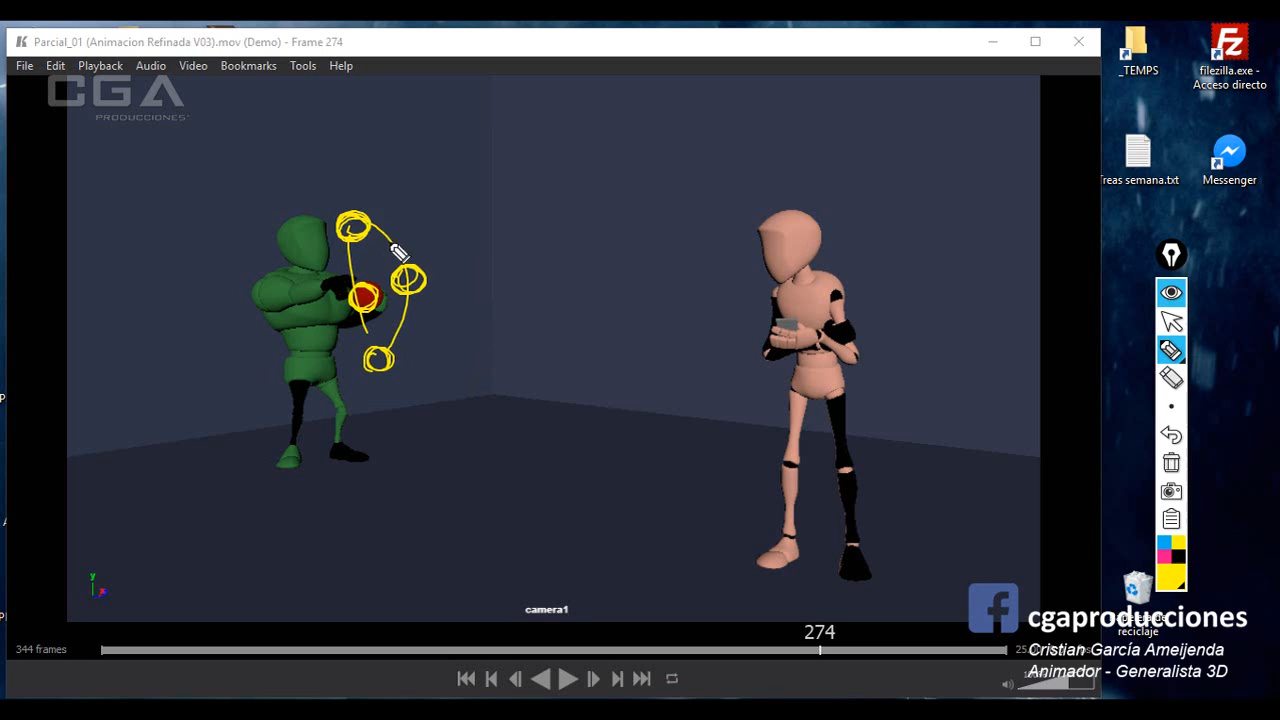 Parcial_01 (Animacion Refinada V03).mov (Demo) - Frame 274
File Edit Playback Audio Video Bookmarks Tools Help
CGA
PRODUCCIONES
_TEMPS
filezilla.exe -
Acceso directo
Treas semana.txt
Messenger
y
x
camera1
274
344 frames
reciclaje
cgaproducciones
Cristian García Ameijenda
Animador - Generalista 3D